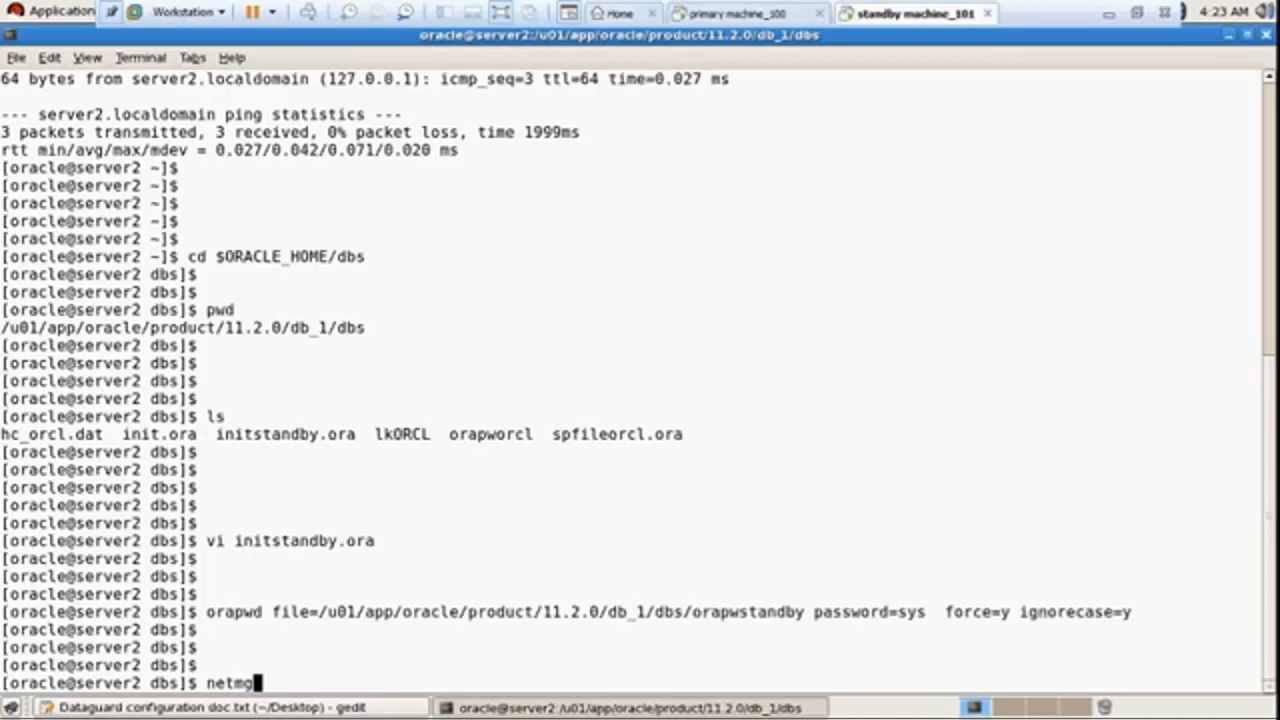 Application
Workstation
Home
primary machine_100
standby machine_101
4:23 AM
oracle@server2:/u01/app/oracle/product/11.2.0/db_1/dbs
File Edit View Terminal Tabs Help
64 bytes from server2.localdomain (127.0.0.1): icmp_seq=3 ttl=64 time=0.027 ms
--- server2.localdomain ping statistics ---
3 packets transmitted, 3 received, 0% packet loss, time 1999ms
rtt min/avg/max/mdev = 0.027/0.042/0.071/0.020 ms
[oracle@server2 ~]$
[oracle@server2 ~]$
[oracle@server2 ~]$
[oracle@server2 ~]$
[oracle@server2 ~]$
[oracle@server2 ~]$ cd $ORACLE_HOME/dbs
[oracle@server2 dbs]$
[oracle@server2 dbs]$
[oracle@server2 dbs]$ pwd
/u01/app/oracle/product/11.2.0/db_1/dbs
[oracle@server2 dbs]$
[oracle@server2 dbs]$
[oracle@server2 dbs]$
[oracle@server2 dbs]$
[oracle@server2 dbs]$ ls
hc_orcl.dat  init.ora  initstandby.ora  lkORCL  orapworcl  spfileorcl.ora
[oracle@server2 dbs]$
[oracle@server2 dbs]$
[oracle@server2 dbs]$
[oracle@server2 dbs]$
[oracle@server2 dbs]$
[oracle@server2 dbs]$ vi initstandby.ora
[oracle@server2 dbs]$
[oracle@server2 dbs]$
[oracle@server2 dbs]$
[oracle@server2 dbs]$ orapwd file=/u01/app/oracle/product/11.2.0/db_1/dbs/orapwstandby password=sys  force=y ignorecase=y
[oracle@server2 dbs]$
[oracle@server2 dbs]$
[oracle@server2 dbs]$
[oracle@server2 dbs]$ netmg
Dataguard configuration doc.txt (~/Desktop) - gedit
oracle@server2:/u01/app/oracle/product/11.2.0/db_1/dbs